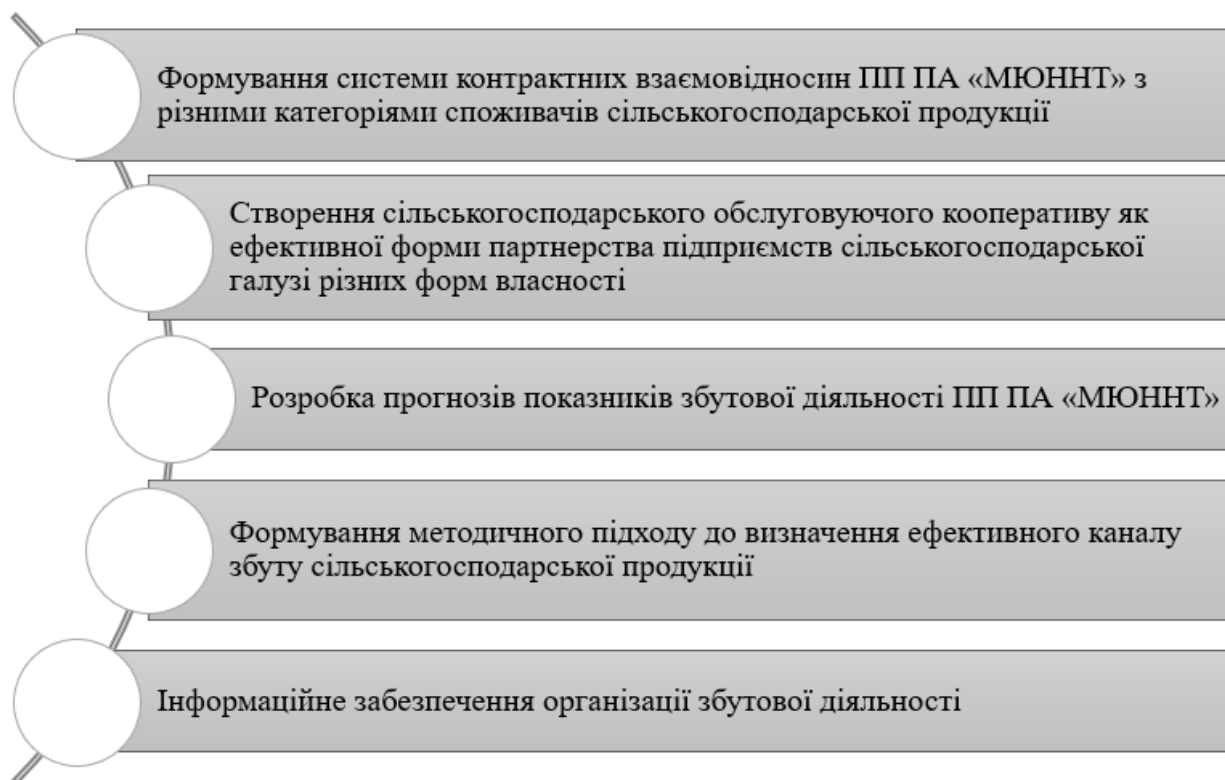 Формування системи контрактних взаємовідносин ПП ПА «МЮННТ» з
різними категоріями споживачів сільськогосподарської продукції
Створення сільськогосподарського обслуговуючого кооперативу як
ефективної форми партнерства підприємств сільськогосподарської
галузі різних форм власності
Розробка прогнозів показників збутової діяльності ПП ПА «МЮННТ»
Формування методичного підходу до визначення ефективного каналу
збуту сільськогосподарської продукції
Інформаційне забезпечення організації збутової діяльності